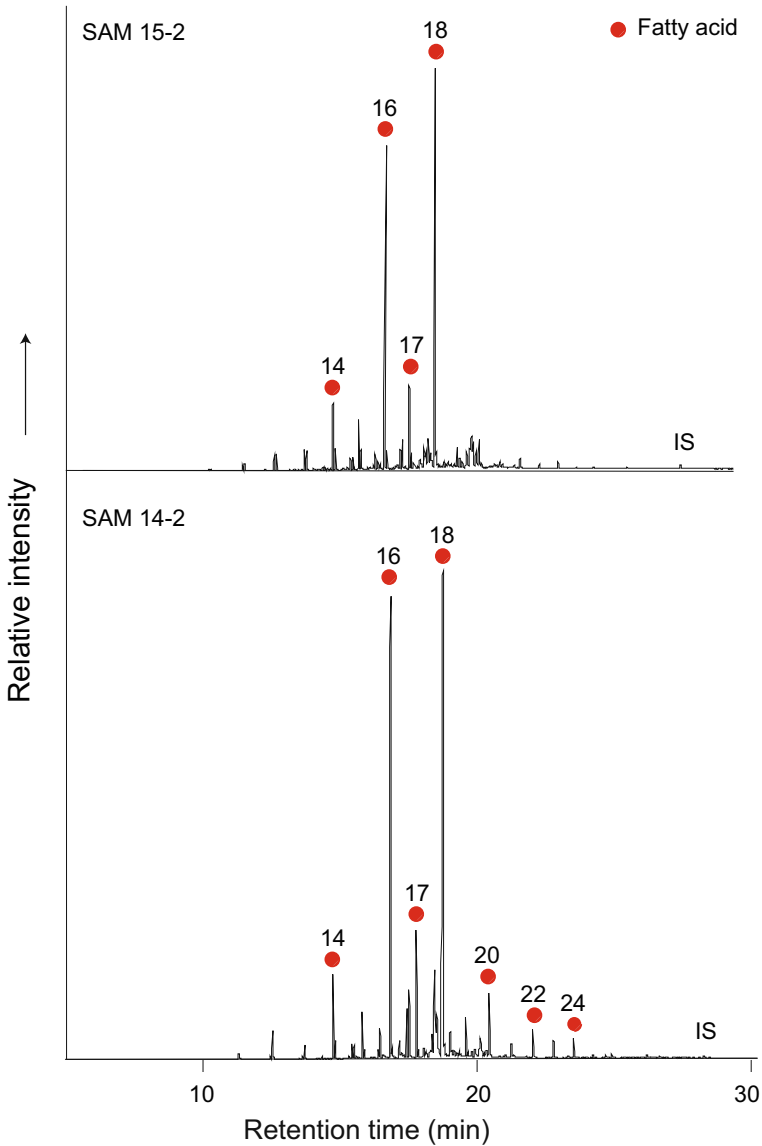 SAM 15-2
Fatty acid
18
16
17
14
IS
SAM 14-2
18
16
17
14
20
22
24
IS
Relative intensity
10
20
30
Retention time (min)